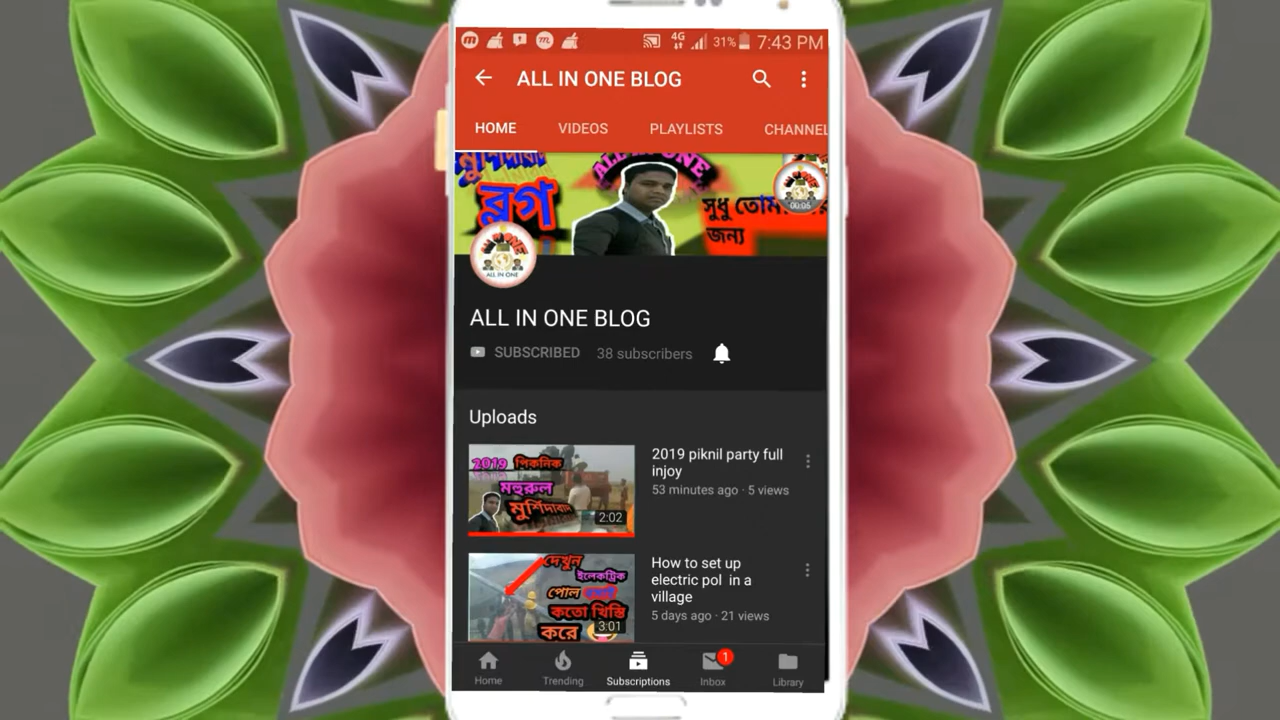 4G 31% 7:43 PM
ALL IN ONE BLOG
HOME VIDEOS PLAYLISTS CHANNEL
মুর্শিদাবাদ
ব্লগ
ALL IN ONE
সুধু তোমা
জন্য
00:06
ALL IN ONE
ALL IN ONE BLOG
SUBSCRIBED 38 subscribers
Uploads
2019 পিকনিক
মহুরুল
মুর্শিদাবাদ
2:02
2019 piknil party full
injoy
53 minutes ago · 5 views
দেখুন
ইলেকট্রিক
পোল
কতো খিস্তি
করে
3:01
How to set up
electric pol in a
village
5 days ago · 21 views
1
Home Trending Subscriptions Inbox Library